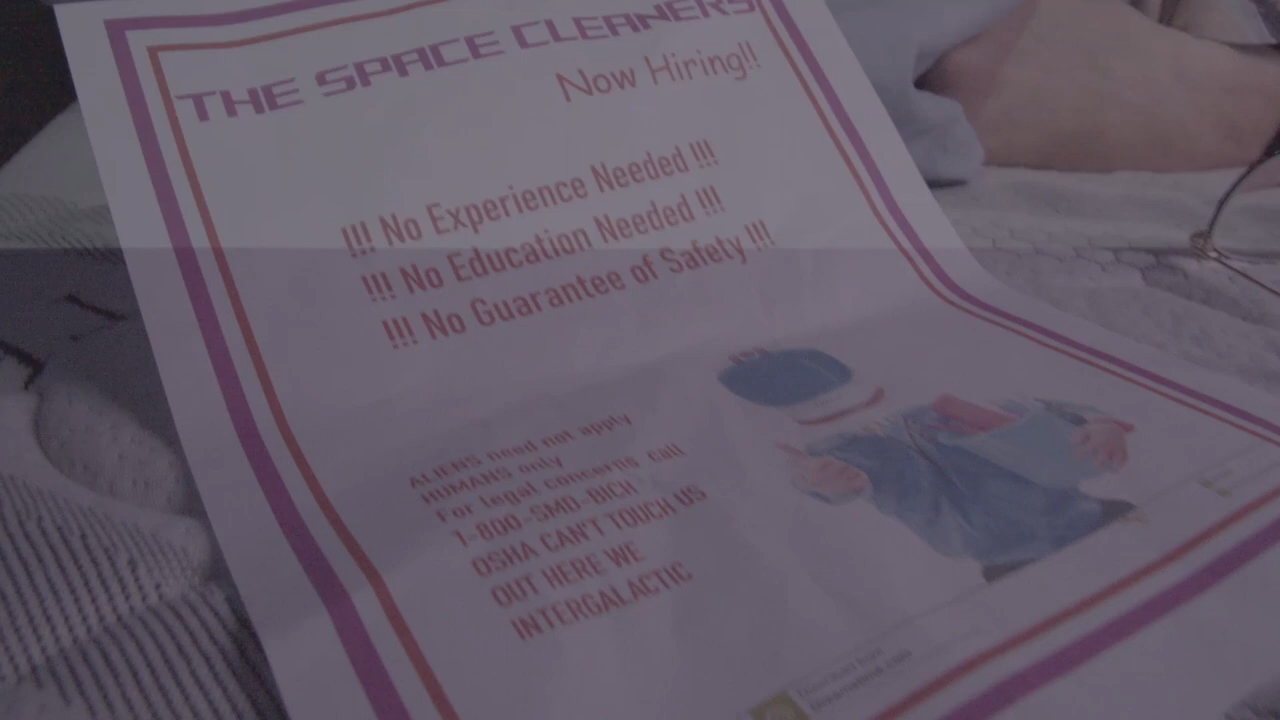 THE SPACE CLEANERS
Now Hiring!!
!!! No Experience Needed !!!
!!! No Education Needed !!!
!!! No Guarantee of Safety !!!
ALIENS need not apply
HUMANS only
For legal concerns call
1-800-SMD-BICH
OSHA CAN'T TOUCH US
OUT HERE WE
INTERGALACTIC